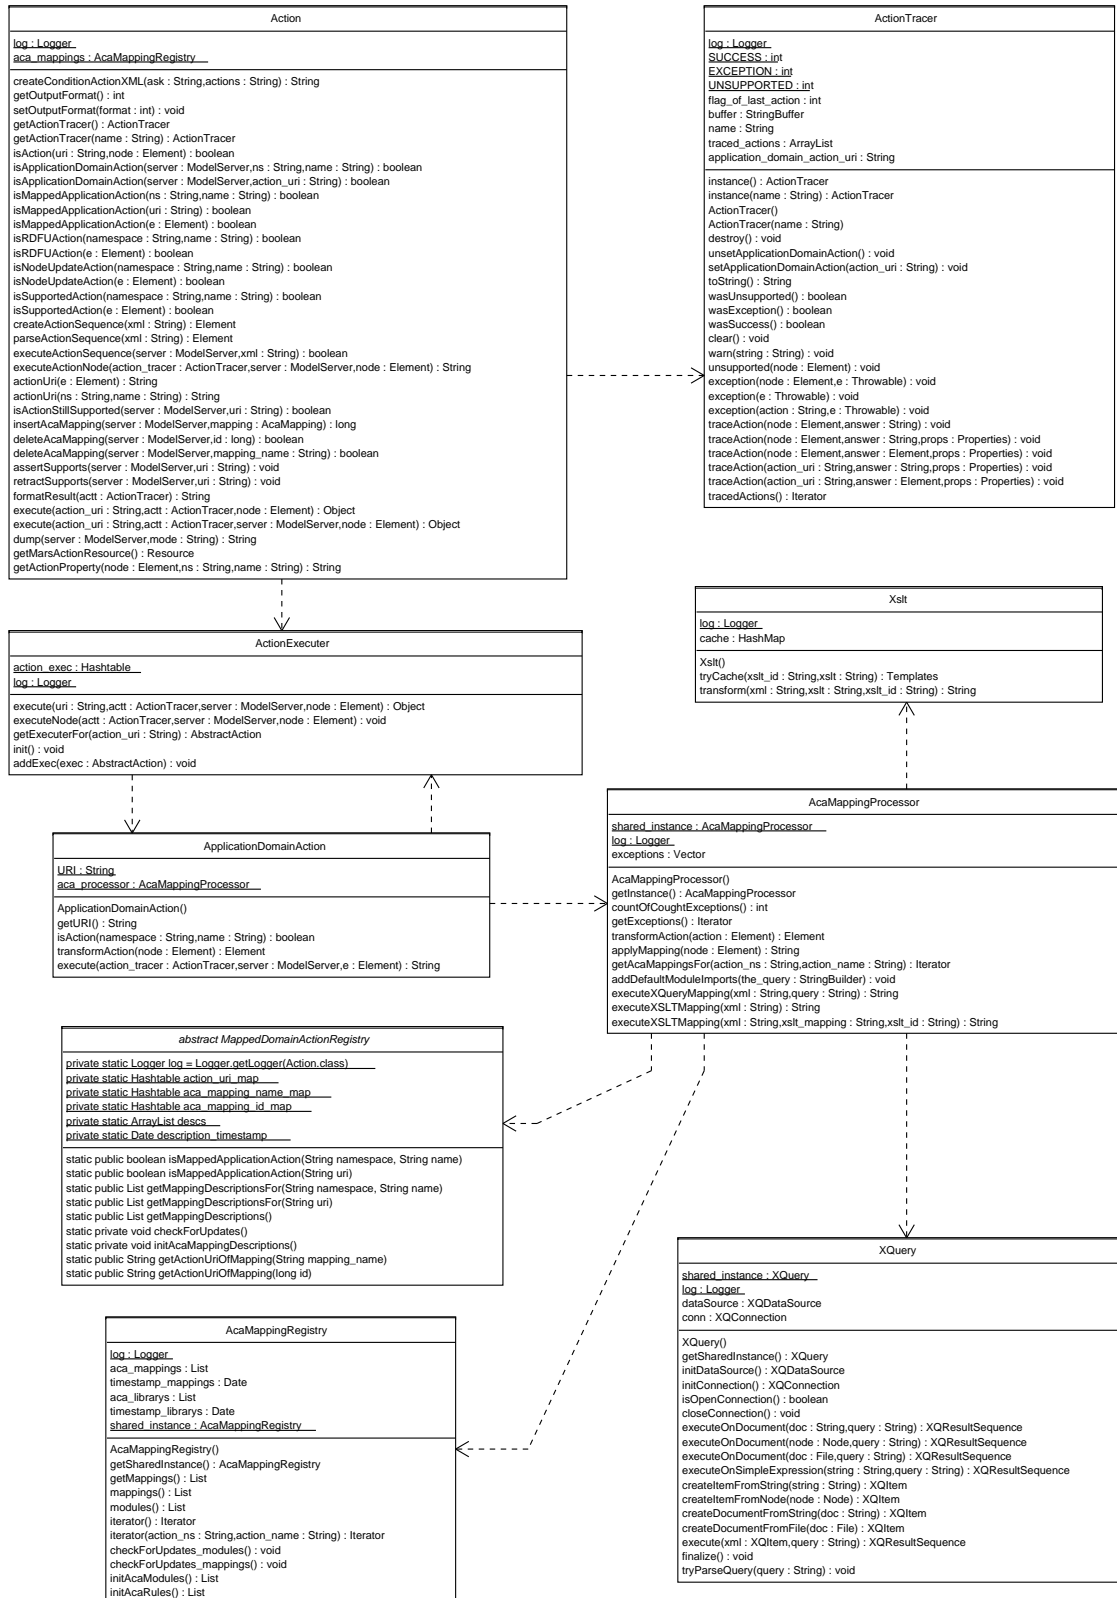 Action
log : Logger
aca_mappings : AcaMappingRegistry
createConditionActionXML(ask : String,actions : String) : String
getOutputFormat() : int
setOutputFormat(format : int) : void
getActionTracer() : ActionTracer
getActionTracer(name : String) : ActionTracer
isAction(uri : String,node : Element) : boolean
isApplicationDomainAction(server : ModelServer,ns : String,name : String) : boolean
isApplicationDomainAction(server : ModelServer,action_uri : String) : boolean
isMappedApplicationAction(ns : String,name : String) : boolean
isMappedApplicationAction(uri : String) : boolean
isMappedApplicationAction(e : Element) : boolean
isRDFUAction(namespace : String,name : String) : boolean
isRDFUAction(e : Element) : boolean
isNodeUpdateAction(namespace : String,name : String) : boolean
isNodeUpdateAction(e : Element) : boolean
isSupportedAction(namespace : String,name : String) : boolean
isSupportedAction(e : Element) : boolean
createActionSequence(xml : String) : Element
parseActionSequence(xml : String) : Element
executeActionSequence(server : ModelServer,xml : String) : boolean
executeActionNode(action_tracer : ActionTracer,server : ModelServer,node : Element) : String
actionUri(e : Element) : String
actionUri(ns : String,name : String) : String
isActionStillSupported(server : ModelServer,uri : String) : boolean
insertAcaMapping(server : ModelServer,mapping : AcaMapping) : long
deleteAcaMapping(server : ModelServer,id : long) : boolean
deleteAcaMapping(server : ModelServer,mapping_name : String) : boolean
assertSupports(server : ModelServer,uri : String) : void
retractSupports(server : ModelServer,uri : String) : void
formatResult(actt : ActionTracer) : String
execute(action_uri : String,actt : ActionTracer,node : Element) : Object
execute(action_uri : String,actt : ActionTracer,server : ModelServer,node : Element) : Object
dump(server : ModelServer,mode : String) : String
getMarsActionResource() : Resource
getActionProperty(node : Element,ns : String,name : String) : String
ActionTracer
log : Logger
SUCCESS : int
EXCEPTION : int
UNSUPPORTED : int
flag_of_last_action : int
buffer : StringBuffer
name : String
traced_actions : ArrayList
application_domain_action_uri : String
instance() : ActionTracer
instance(name : String) : ActionTracer
ActionTracer()
ActionTracer(name : String)
destroy() : void
unsetApplicationDomainAction() : void
setApplicationDomainAction(action_uri : String) : void
toString() : String
wasUnsupported() : boolean
wasException() : boolean
wasSuccess() : boolean
clear() : void
warn(string : String) : void
unsupported(node : Element) : void
exception(node : Element,e : Throwable) : void
exception(e : Throwable) : void
exception(action : String,e : Throwable) : void
traceAction(node : Element,answer : String) : void
traceAction(node : Element,answer : String,props : Properties) : void
traceAction(node : Element,answer : Element,props : Properties) : void
traceAction(action_uri : String,answer : String,props : Properties) : void
traceAction(action_uri : String,answer : Element,props : Properties) : void
tracedActions() : Iterator
Xslt
log : Logger
cache : HashMap
Xslt()
tryCache(xslt_id : String,xslt : String) : Templates
transform(xml : String,xslt : String,xslt_id : String) : String
ActionExecuter
action_exec : Hashtable
log : Logger
execute(uri : String,actt : ActionTracer,server : ModelServer,node : Element) : Object
executeNode(actt : ActionTracer,server : ModelServer,node : Element) : void
getExecuterFor(action_uri : String) : AbstractAction
init() : void
addExec(exec : AbstractAction) : void
AcaMappingProcessor
shared_instance : AcaMappingProcessor
log : Logger
exceptions : Vector
AcaMappingProcessor()
getInstance() : AcaMappingProcessor
countOfCoughtExceptions() : int
getExceptions() : Iterator
transformAction(action : Element) : Element
applyMapping(node : Element) : String
getAcaMappingsFor(action_ns : String,action_name : String) : Iterator
addDefaultModuleImports(the_query : StringBuilder) : void
executeXQueryMapping(xml : String,query : String) : String
executeXSLTMapping(xml : String) : String
executeXSLTMapping(xml : String,xslt_mapping : String,xslt_id : String) : String
ApplicationDomainAction
URI : String
aca_processor : AcaMappingProcessor
ApplicationDomainAction()
getURI() : String
isAction(namespace : String,name : String) : boolean
transformAction(node : Element) : Element
execute(action_tracer : ActionTracer,server : ModelServer,e : Element) : String
abstract MappedDomainActionRegistry
private static Logger log = Logger.getLogger(Action.class)
private static Hashtable action_uri_map
private static Hashtable aca_mapping_name_map
private static Hashtable aca_mapping_id_map
private static ArrayList descs
private static Date description_timestamp
static public boolean isMappedApplicationAction(String namespace, String name)
static public boolean isMappedApplicationAction(String uri)
static public List getMappingDescriptionsFor(String namespace, String name)
static public List getMappingDescriptionsFor(String uri)
static public List getMappingDescriptions()
static private void checkForUpdates()
static private void initAcaMappingDescriptions()
static public String getActionUriOfMapping(String mapping_name)
static public String getActionUriOfMapping(long id)
XQuery
shared_instance : XQuery
log : Logger
dataSource : XQDataSource
conn : XQConnection
XQuery()
getSharedInstance() : XQuery
initDataSource() : XQDataSource
initConnection() : XQConnection
isOpenConnection() : boolean
closeConnection() : void
executeOnDocument(doc : String,query : String) : XQResultSequence
executeOnDocument(node : Node,query : String) : XQResultSequence
executeOnDocument(doc : File,query : String) : XQResultSequence
executeOnSimpleExpression(string : String,query : String) : XQResultSequence
createItemFromString(string : String) : XQItem
createItemFromNode(node : Node) : XQItem
createDocumentFromString(doc : String) : XQItem
createDocumentFromFile(doc : File) : XQItem
execute(xml : XQItem,query : String) : XQResultSequence
finalize() : void
tryParseQuery(query : String) : void
AcaMappingRegistry
log : Logger
aca_mappings : List
timestamp_mappings : Date
aca_librarys : List
timestamp_librarys : Date
shared_instance : AcaMappingRegistry
AcaMappingRegistry()
getSharedInstance() : AcaMappingRegistry
getMappings() : List
mappings() : List
modules() : List
iterator() : Iterator
iterator(action_ns : String,action_name : String) : Iterator
checkForUpdates_modules() : void
checkForUpdates_mappings() : void
initAcaModules() : List
initAcaRules() : List